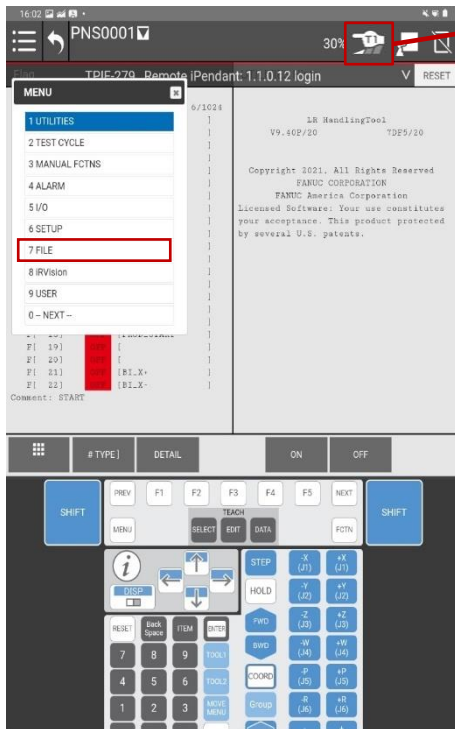 16:02
PNS0001
30%
T1
TPIF-279 Remote iPendant: 1.1.0.12 login
RESET
MENU
6/1024
1 UTILITIES
2 TEST CYCLE
3 MANUAL FCTNS
4 ALARM
5 I/O
6 SETUP
7 FILE
8 iRVision
9 USER
0 -- NEXT --
LR HandlingTool
V9.40P/20 7DF5/20
Copyright 2021, All Rights Reserved
FANUC CORPORATION
FANUC America Corporation
Licensed Software: Your use constitutes
your acceptance. This product protected
by several U.S. patents.
F[ 19] [ ]
F[ 20] [ ]
F[ 21] [BI_X+ ]
F[ 22] [BI_X- ]
Comment: START
# TYPE ] DETAIL ON OFF
SHIFT PREV F1 F2 F3 F4 F5 NEXT SHIFT
TEACH
MENU SELECT EDIT DATA FCTN
i
DISP
STEP -X (J1) +X (J1)
HOLD -Y (J2) +Y (J2)
RESET Back Space ITEM ENTER FWD -Z (J3) +Z (J3)
7 8 9 TOOL1 BWD -W (J4) +W (J4)
4 5 6 TOOL2 COORD -P (J5) +P (J5)
1 2 3 MOVE MENU Group -R (J6) +R (J6)